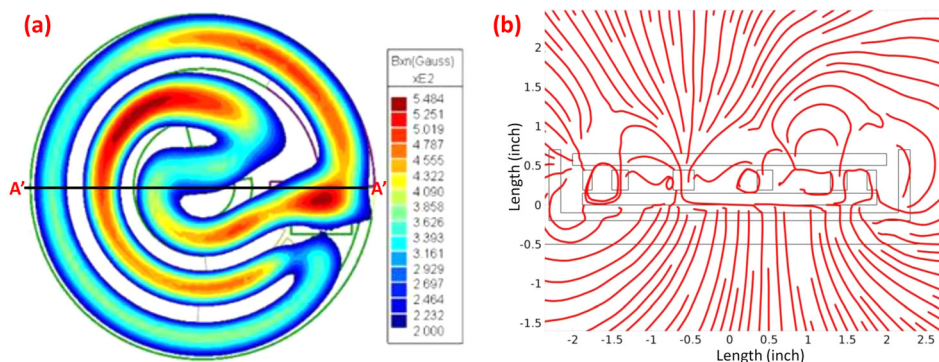 (a)
A'
A'
Bxn(Gauss)
xE2
5.484
5.251
5.019
4.787
4.555
4.322
4.090
3.858
3.626
3.393
3.161
2.929
2.697
2.464
2.232
2.000
(b)
Length (inch)
2
1.5
1
0.5
0
-0.5
-1
-1.5
-2 -1.5 -1 -0.5 0 0.5 1 1.5 2 2.5
Length (inch)